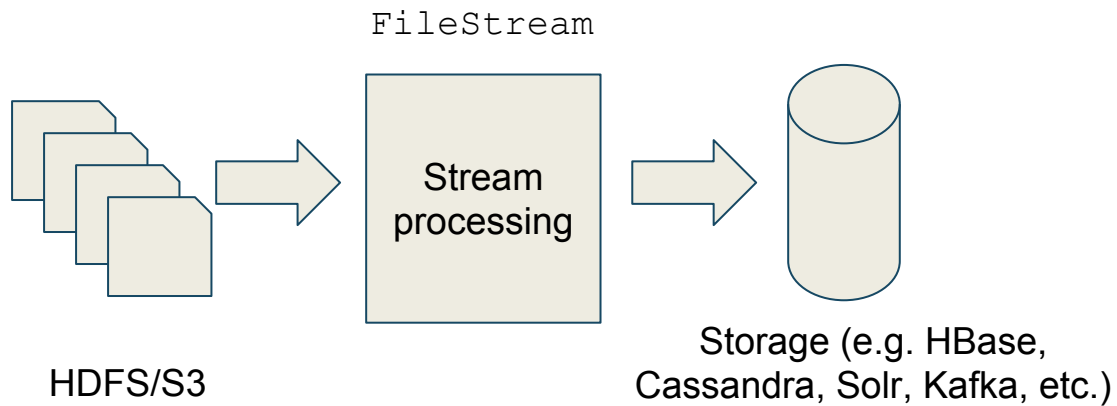 FileStream
Stream
processing
HDFS/S3
Storage (e.g. HBase,
Cassandra, Solr, Kafka, etc.)